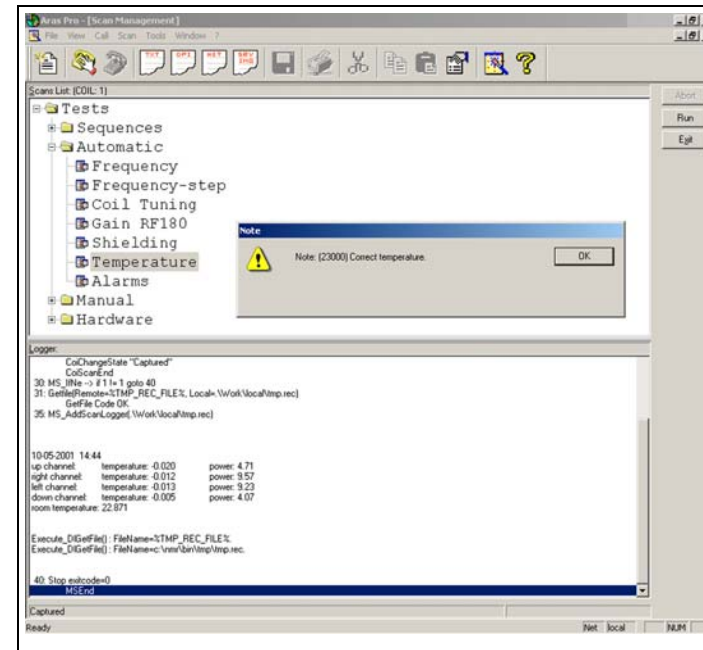 Aras Pro - [Scan Management]
File View Call Scan Tools Window ?
TXT OPI NET SRV IMG
Scans List: (COIL: 1)
Abort
Run
Exit
Tests
Sequences
Automatic
Frequency
Frequency-step
Coil Tuning
Gain RF180
Shielding
Temperature
Alarms
Manual
Hardware
Note
Note: (23000) Correct temperature.
OK
Logger:
CoiChangeState "Captured"
CoiScanEnd
30: MS_IfNe -> if 1 != 1 goto 40
31: Getfile(Remote=%TMP_REC_FILE%, Local=.\Work\local\tmp.rec)
GetFile Code OK
35: MS_AddScanLogger(.\Work\local\tmp.rec)
10-05-2001 14:44
up channel: temperature: -0.020 power: 4.71
right channel: temperature: -0.012 power: 9.57
left channel: temperature: -0.013 power: 9.23
down channel: temperature: -0.005 power: 4.07
room temperature: 22.871
Execute_DIGetFile() : FileName=%TMP_REC_FILE%.
Execute_DIGetFile() : FileName=c:\nmr\bin\tmp\tmp.rec.
40: Stop exitcode=0
MSEnd
Captured
Ready
Net local NUM